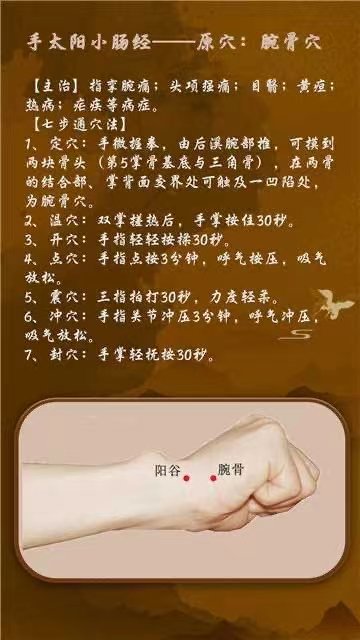 手太阳小肠经——原穴：腕骨穴
【主治】指挛腕痛；头项强痛；目翳；黄疸；
热病；疟疾等病症。
【七步通穴法】
1、定穴：手微握拳，由后溪腕部推，可摸到
两块骨头（第5掌骨基底与三角骨），在两骨
的结合部、掌背面交界处可触及一凹陷处，
为腕骨穴。
2、温穴：双掌搓热后，手掌按住30秒。
3、开穴：手指轻轻按揉30秒。
4、点穴：手指点按3分钟，呼气按压，吸气
放松。
5、震穴：三指拍打30秒，力度轻柔。
6、冲穴：手指关节冲压3分钟，呼气冲压，
吸气放松。
7、封穴：手掌轻抚按30秒。
阳谷
腕骨